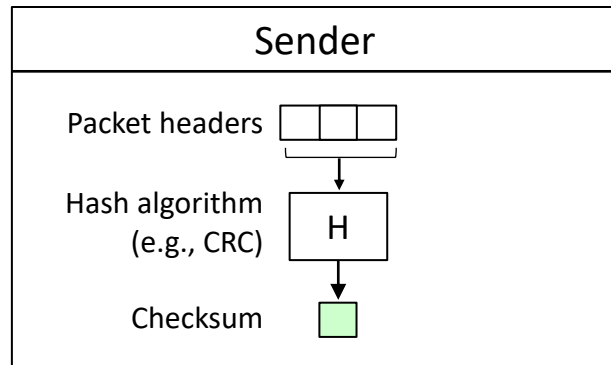 Sender
Packet headers
Hash algorithm
(e.g., CRC)
H
Checksum